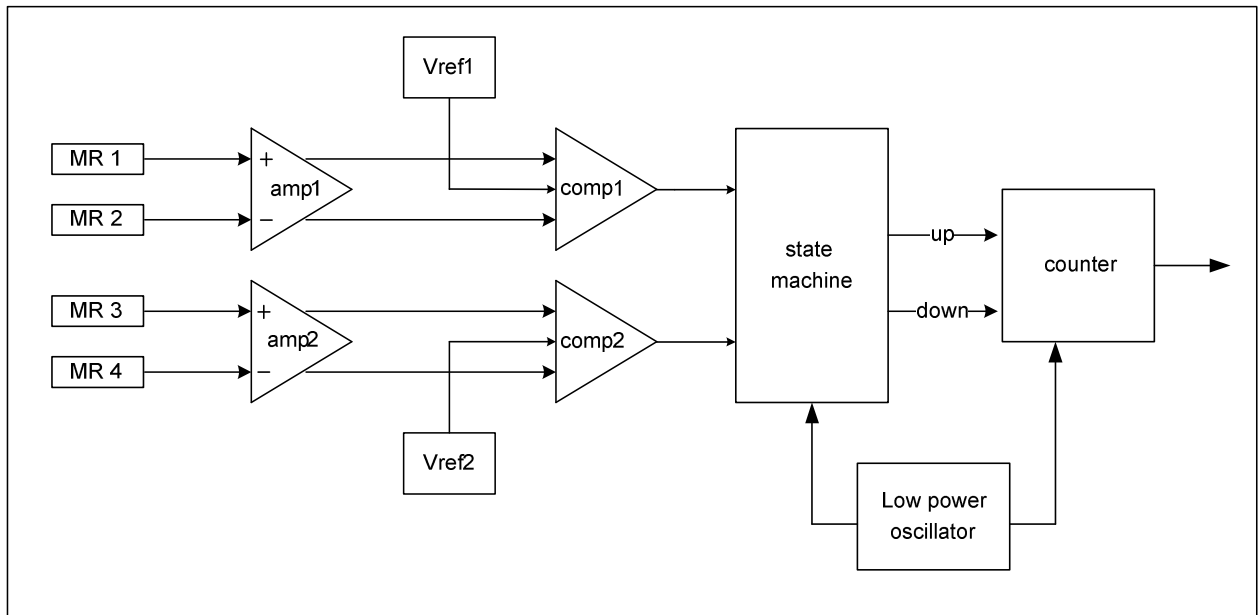 Vref1
MR 1
+
amp1
MR 2
−
comp1
state
machine
up
down
counter
MR 3
+
amp2
MR 4
−
comp2
Vref2
Low power
oscillator